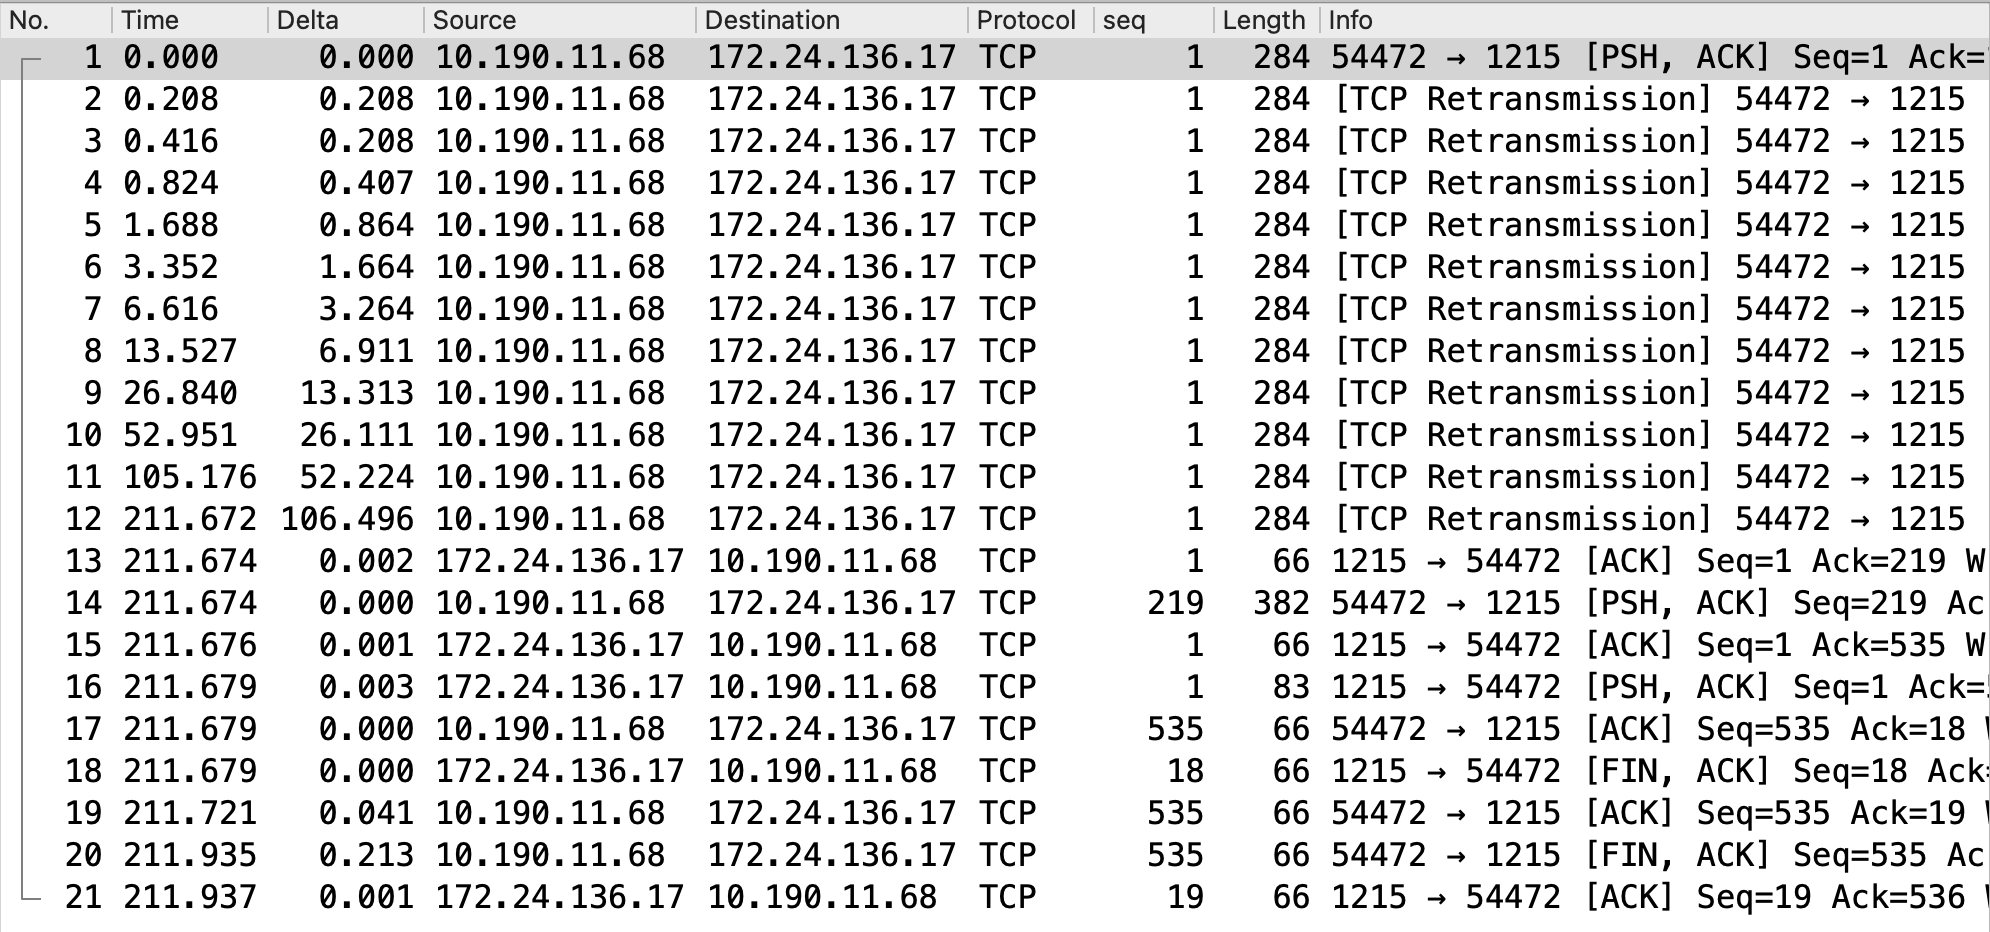 No. Time Delta Source Destination Protocol seq Length Info
1 0.000 0.000 10.190.11.68 172.24.136.17 TCP 1 284 54472 → 1215 [PSH, ACK] Seq=1 Ack=
2 0.208 0.208 10.190.11.68 172.24.136.17 TCP 1 284 [TCP Retransmission] 54472 → 1215
3 0.416 0.208 10.190.11.68 172.24.136.17 TCP 1 284 [TCP Retransmission] 54472 → 1215
4 0.824 0.407 10.190.11.68 172.24.136.17 TCP 1 284 [TCP Retransmission] 54472 → 1215
5 1.688 0.864 10.190.11.68 172.24.136.17 TCP 1 284 [TCP Retransmission] 54472 → 1215
6 3.352 1.664 10.190.11.68 172.24.136.17 TCP 1 284 [TCP Retransmission] 54472 → 1215
7 6.616 3.264 10.190.11.68 172.24.136.17 TCP 1 284 [TCP Retransmission] 54472 → 1215
8 13.527 6.911 10.190.11.68 172.24.136.17 TCP 1 284 [TCP Retransmission] 54472 → 1215
9 26.840 13.313 10.190.11.68 172.24.136.17 TCP 1 284 [TCP Retransmission] 54472 → 1215
10 52.951 26.111 10.190.11.68 172.24.136.17 TCP 1 284 [TCP Retransmission] 54472 → 1215
11 105.176 52.224 10.190.11.68 172.24.136.17 TCP 1 284 [TCP Retransmission] 54472 → 1215
12 211.672 106.496 10.190.11.68 172.24.136.17 TCP 1 284 [TCP Retransmission] 54472 → 1215
13 211.674 0.002 172.24.136.17 10.190.11.68 TCP 1 66 1215 → 54472 [ACK] Seq=1 Ack=219 W
14 211.674 0.000 10.190.11.68 172.24.136.17 TCP 219 382 54472 → 1215 [PSH, ACK] Seq=219 Ac
15 211.676 0.001 172.24.136.17 10.190.11.68 TCP 1 66 1215 → 54472 [ACK] Seq=1 Ack=535 W
16 211.679 0.003 172.24.136.17 10.190.11.68 TCP 1 83 1215 → 54472 [PSH, ACK] Seq=1 Ack=
17 211.679 0.000 10.190.11.68 172.24.136.17 TCP 535 66 54472 → 1215 [ACK] Seq=535 Ack=18
18 211.679 0.000 172.24.136.17 10.190.11.68 TCP 18 66 1215 → 54472 [FIN, ACK] Seq=18 Ack
19 211.721 0.041 10.190.11.68 172.24.136.17 TCP 535 66 54472 → 1215 [ACK] Seq=535 Ack=19
20 211.935 0.213 10.190.11.68 172.24.136.17 TCP 535 66 54472 → 1215 [FIN, ACK] Seq=535 Ac
21 211.937 0.001 172.24.136.17 10.190.11.68 TCP 19 66 1215 → 54472 [ACK] Seq=19 Ack=536